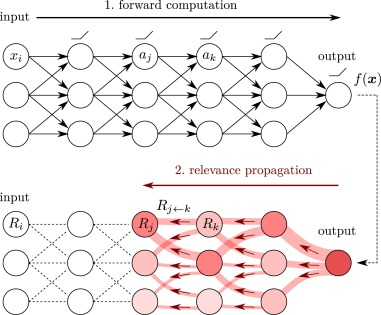 1. forward computation
input
x_i
a_j
a_k
output
f(x)
2. relevance propagation
input
R_{j←k}
R_i
R_j
R_k
output